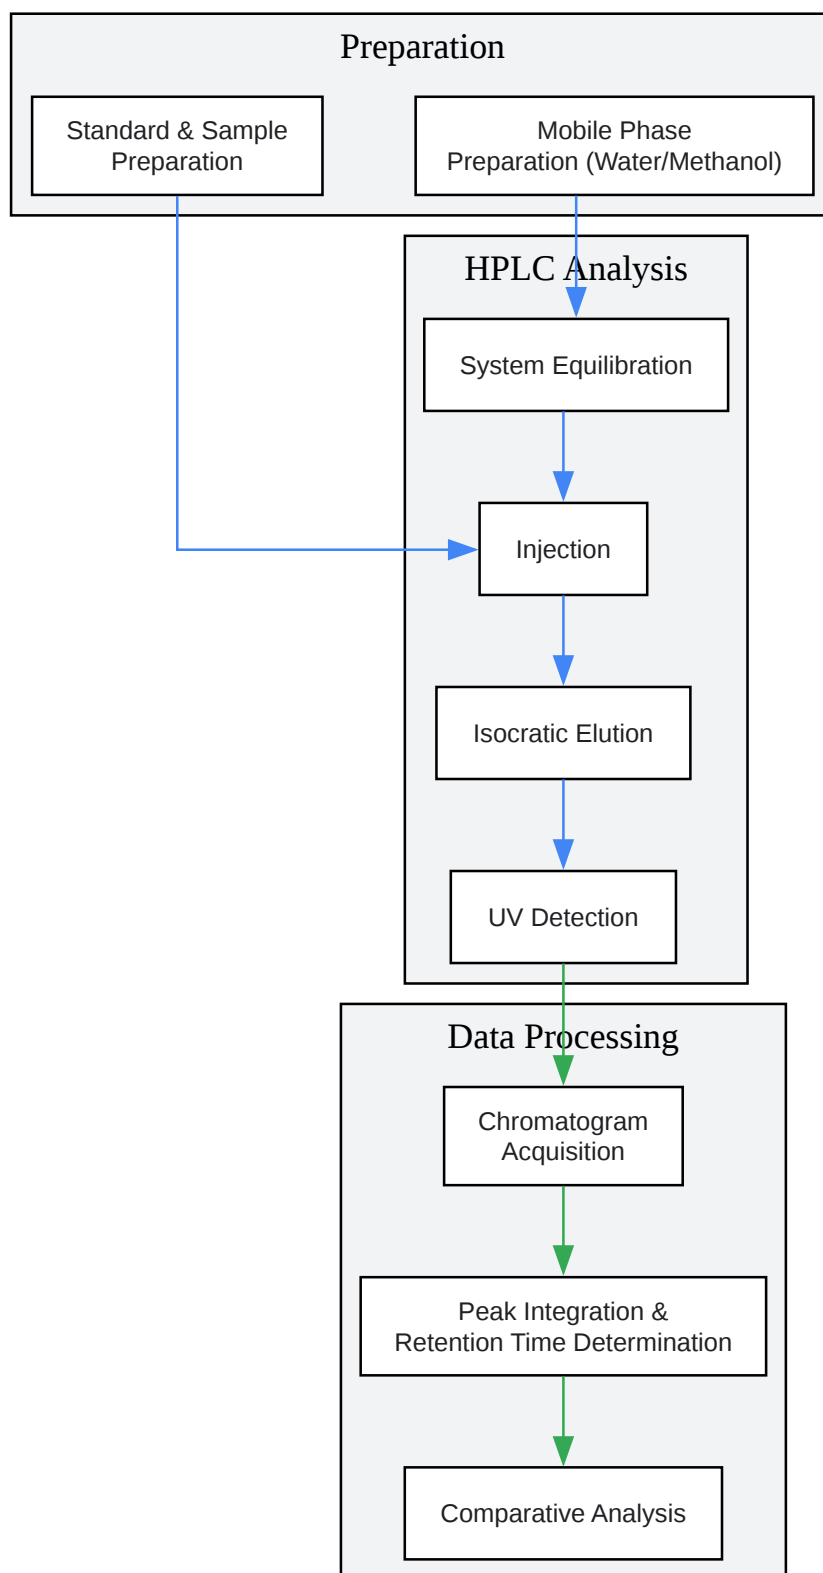 Preparation
Standard & Sample
Preparation
Mobile Phase
Preparation (Water/Methanol)
HPLC Analysis
System Equilibration
Injection
Isocratic Elution
UV Detection
Data Processing
Chromatogram
Acquisition
Peak Integration &
Retention Time Determination
Comparative Analysis